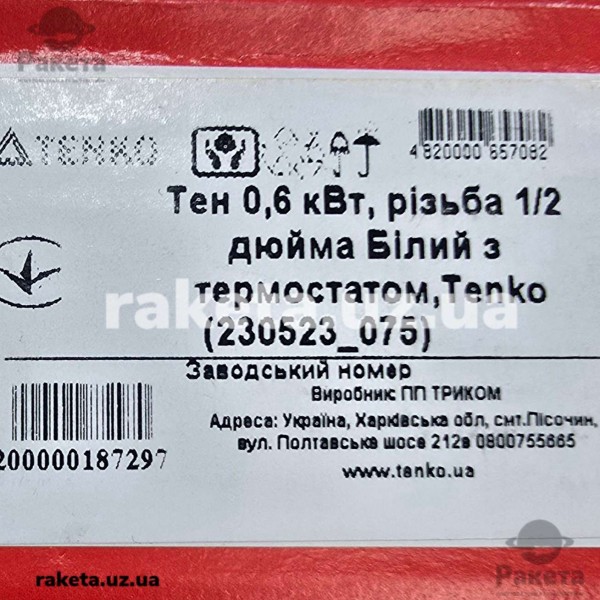 Ракета
TENKO
4820000 657082
Тен 0,6 кВт, різьба 1/2
дюйма Білий з
термостатом,Tenko
(230523_075)
raketa.uz.ua
Заводський номер
Виробник: ПП ТРИКОМ
Адреса: Україна, Харківська обл, смт.Пісочин,
вул. Полтавська шосе 212в 0800755665
200000187297
www.tenko.ua
raketa.uz.ua
Ракета